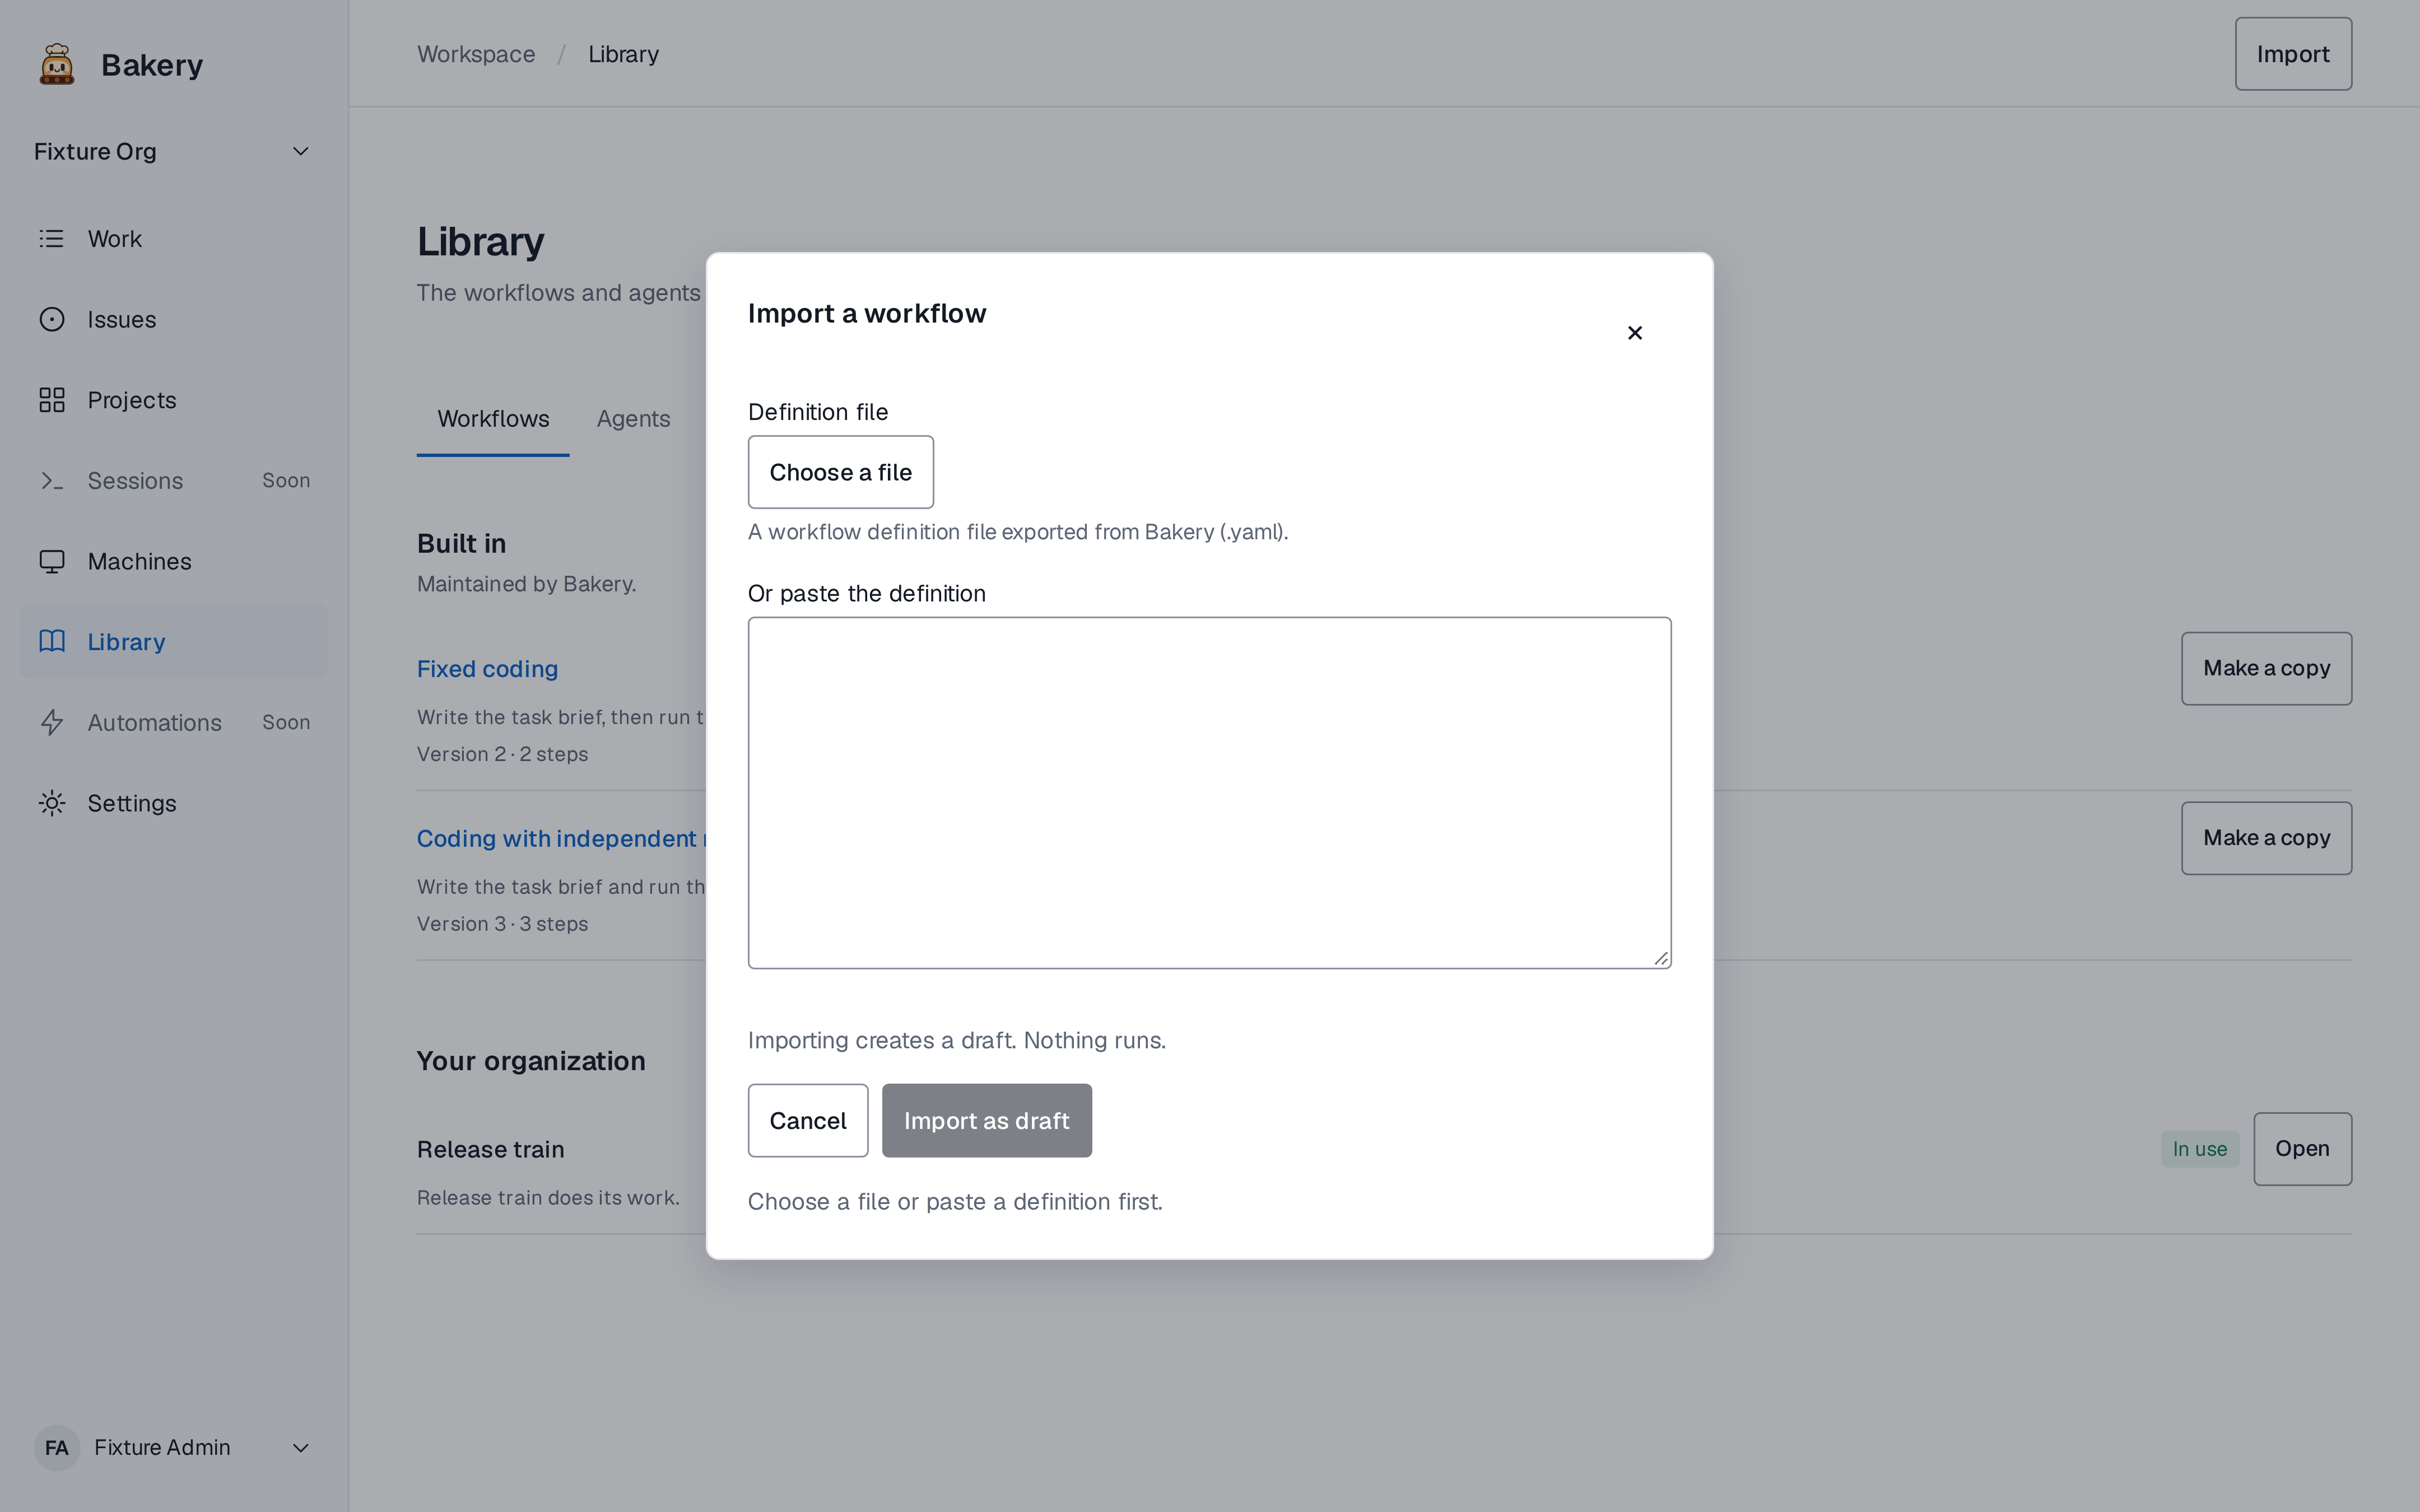 Bakery
Fixture Org
Work
Issues
Projects
Sessions Soon
Machines
Library
Automations Soon
Settings
FA Fixture Admin
Workspace / Library
Import
Library
The workflows and agents
Workflows Agents
Built in
Maintained by Bakery.
Fixed coding
Write the task brief, then run
Version 2 · 2 steps
Make a copy
Coding with independent
Write the task brief and run
Version 3 · 3 steps
Make a copy
Your organization
Release train
Release train does its work.
In use
Open
Import a workflow
Definition file
Choose a file
A workflow definition file exported from Bakery (.yaml).
Or paste the definition
Importing creates a draft. Nothing runs.
Cancel
Import as draft
Choose a file or paste a definition first.